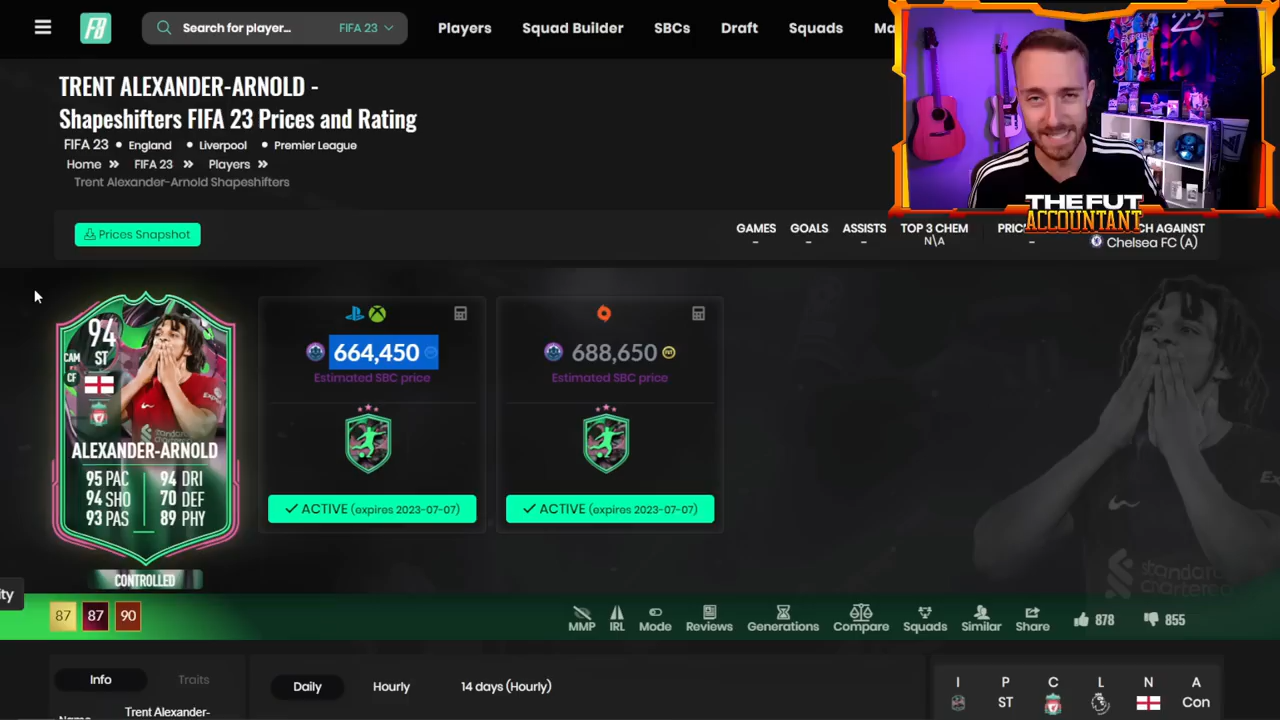 FB
Search for player...
FIFA 23
Players
Squad Builder
SBCs
Draft
Squads
23
TRENT ALEXANDER-ARNOLD -
Shapeshifters FIFA 23 Prices and Rating
FIFA 23 • England • Liverpool • Premier League
Home » FIFA 23 » Players »
Trent Alexander-Arnold Shapeshifters
THE FUT
ACCOUNTANT
Prices Snapshot
GAMES
-
GOALS
-
ASSISTS
-
TOP 3 CHEM
N\A
-
Chelsea FC (A)
94
ST
CAM
CF
ALEXANDER-ARNOLD
95 PAC
94 SHO
93 PAS
94 DRI
70 DEF
89 PHY
CONTROLLED
664,450
Estimated SBC price
ACTIVE (expires 2023-07-07)
688,650
Estimated SBC price
ACTIVE (expires 2023-07-07)
standard
87
87
90
MMP
IRL
Mode
Reviews
Generations
Compare
Squads
Similar
Share
878
855
Info
Traits
Trent Alexander-
Daily
Hourly
14 days (Hourly)
I
P
C
L
N
A
ST
Con